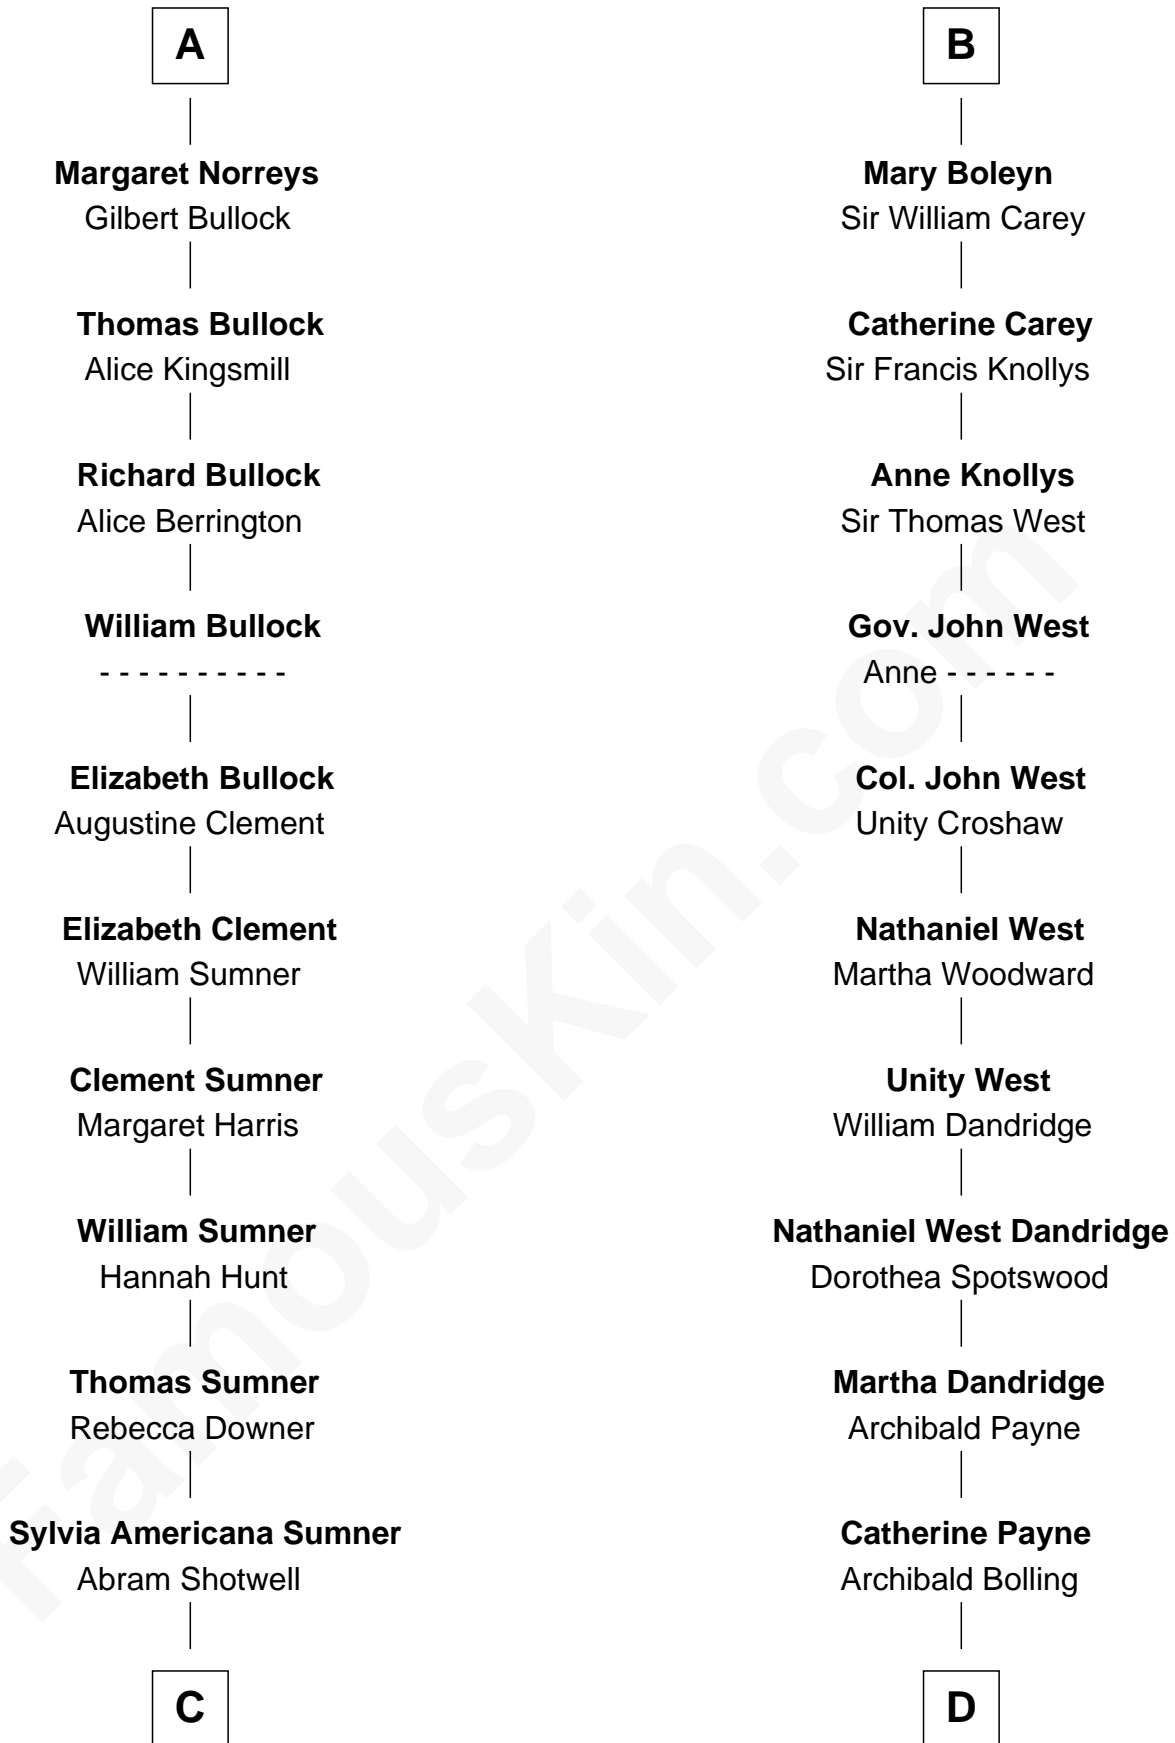 A
Margaret Norreys
Gilbert Bullock
Thomas Bullock
Alice Kingsmill
Richard Bullock
Alice Berrington
William Bullock
- - - - - - - - - -
Elizabeth Bullock
Augustine Clement
Elizabeth Clement
William Sumner
Clement Sumner
Margaret Harris
William Sumner
Hannah Hunt
Thomas Sumner
Rebecca Downer
Sylvia Americana Sumner
Abram Shotwell
C
B
Mary Boleyn
Sir William Carey
Catherine Carey
Sir Francis Knollys
Anne Knollys
Sir Thomas West
Gov. John West
Anne - - - - - -
Col. John West
Unity Croshaw
Nathaniel West
Martha Woodward
Unity West
William Dandridge
Nathaniel West Dandridge
Dorothea Spotswood
Martha Dandridge
Archibald Payne
Catherine Payne
Archibald Bolling
D
FamousKin.com